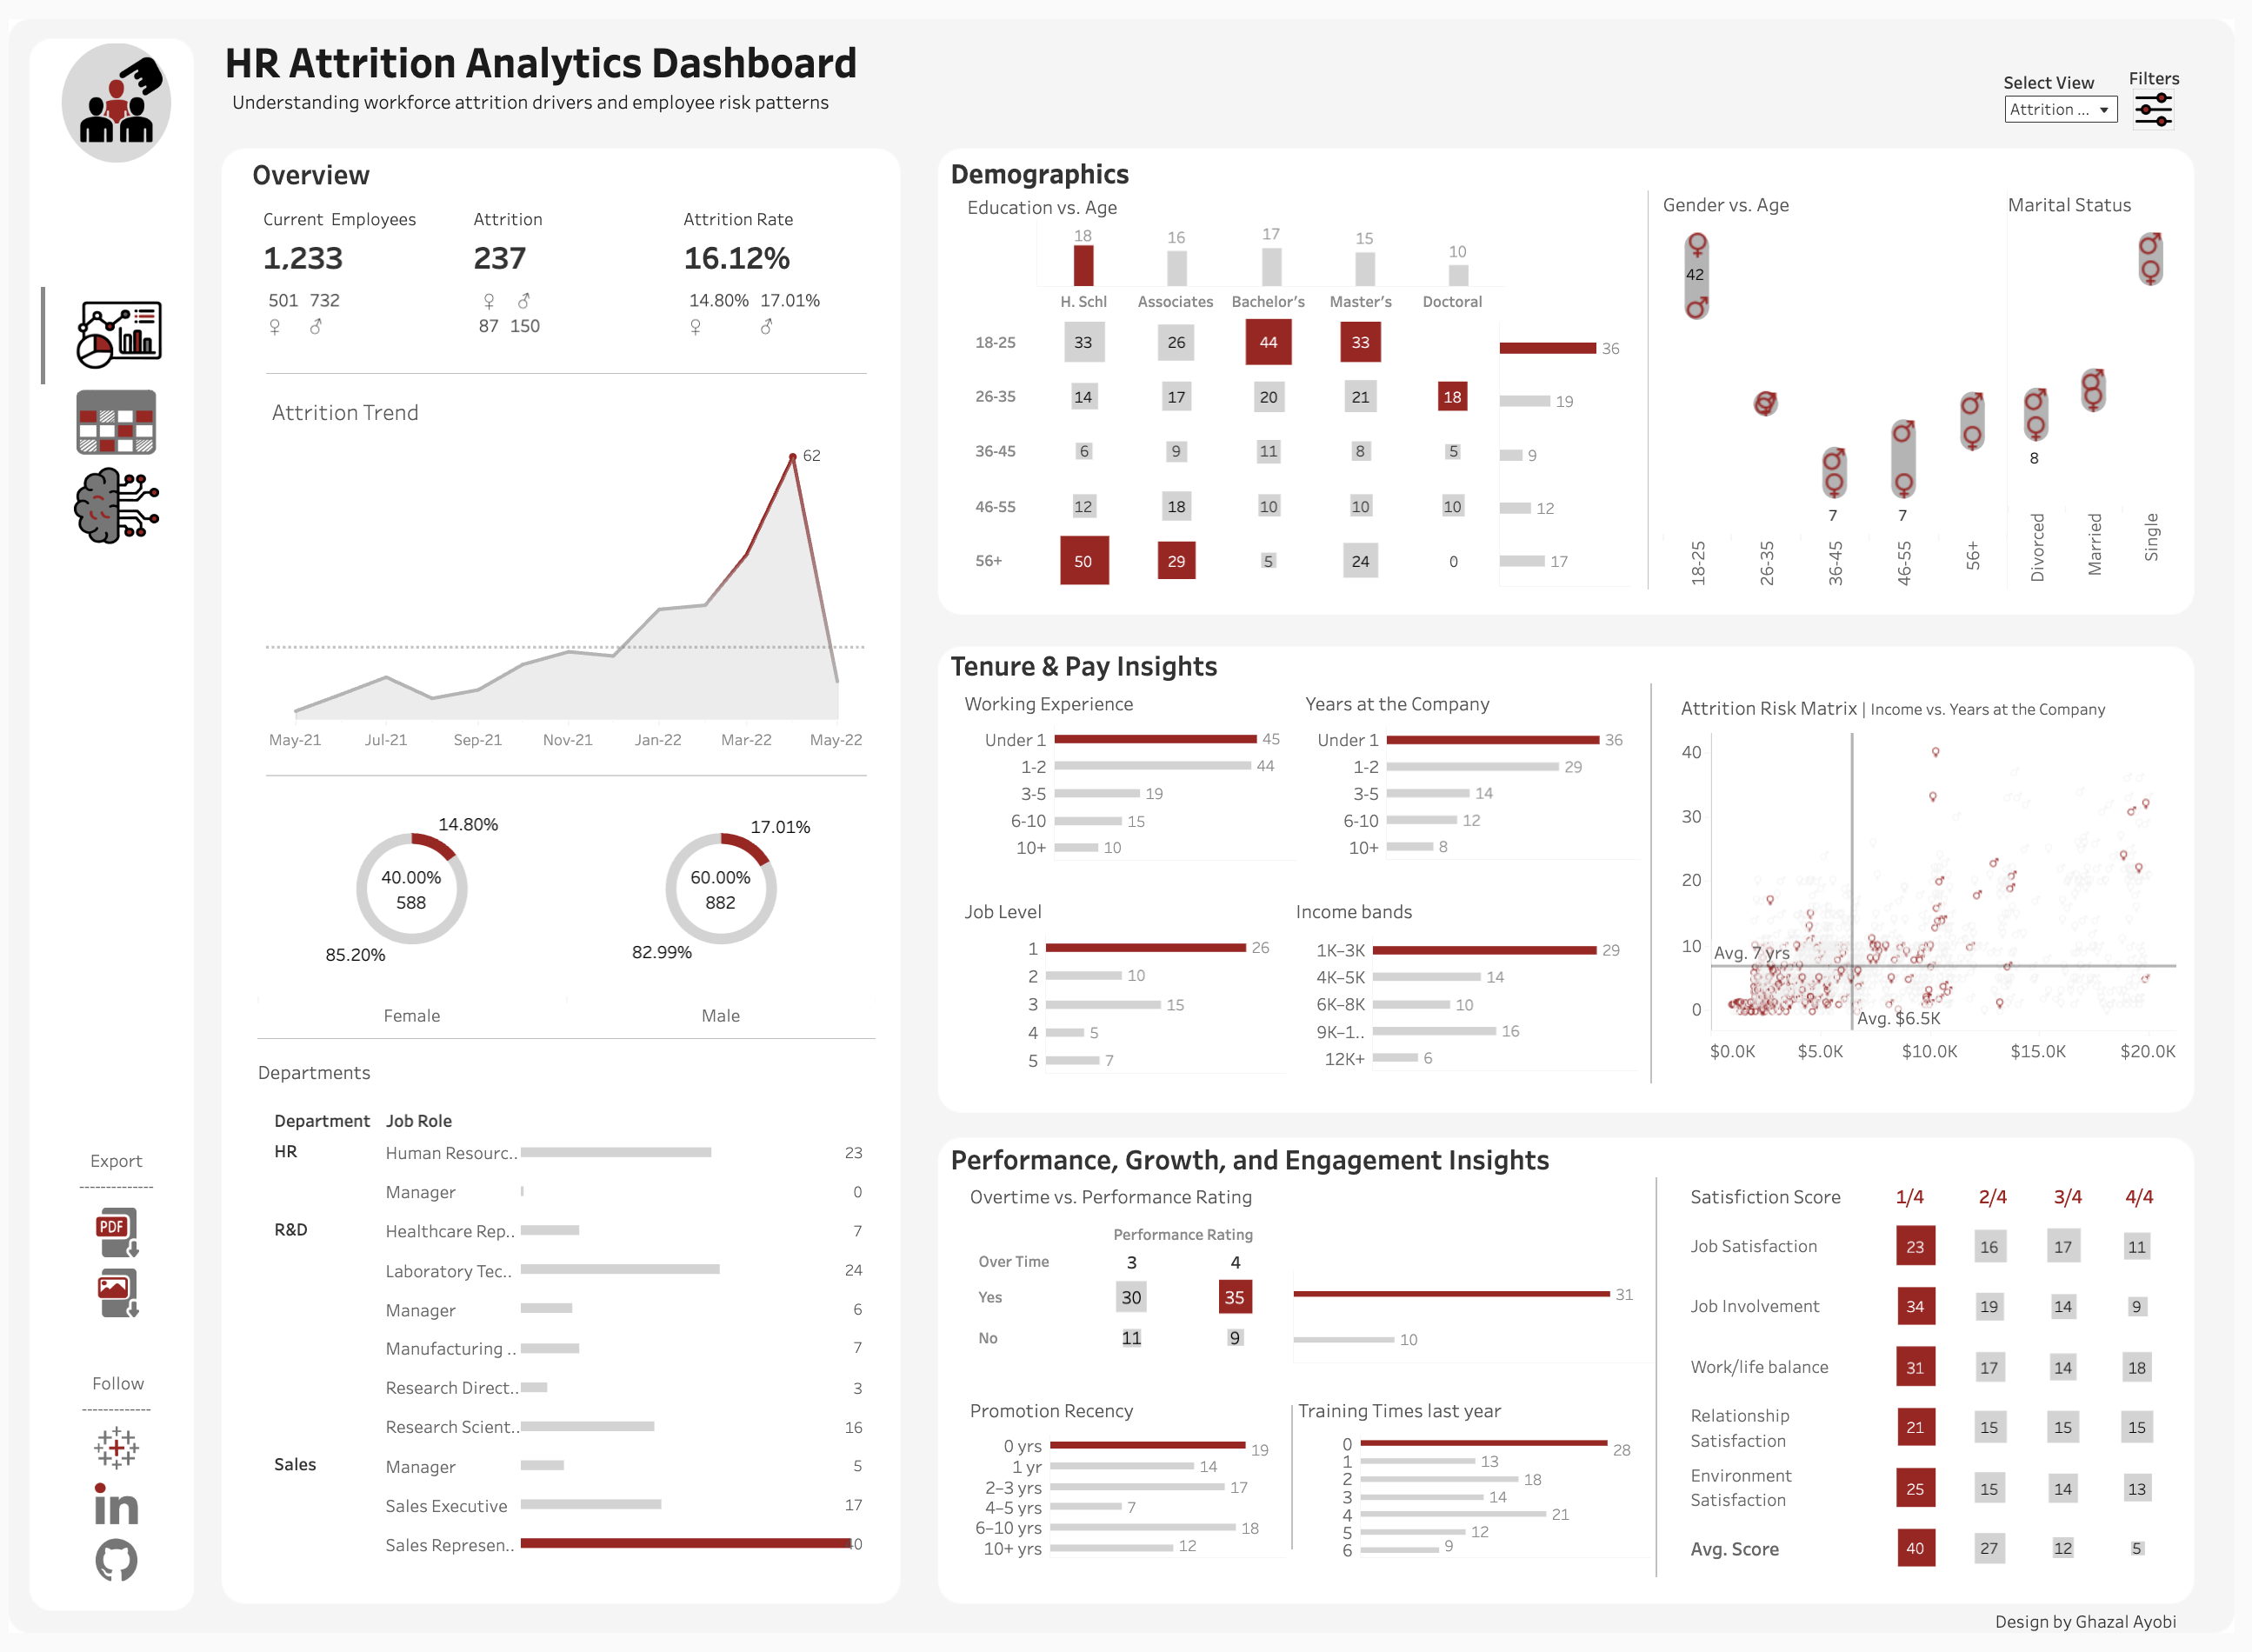 HR Attrition Analytics Dashboard
Understanding workforce attrition drivers and employee risk patterns
Select View
Attrition ...
Filters
Overview
Current Employees Attrition Attrition Rate
1,233 237 16.12%
501 732 ♀ ♂ 14.80% 17.01%
♀ ♂ 87 150 ♀ ♂
Attrition Trend
62
May-21 Jul-21 Sep-21 Nov-21 Jan-22 Mar-22 May-22
14.80% 17.01%
40.00% 60.00%
588 882
85.20% 82.99%
Female Male
Departments
Department Job Role
HR Human Resourc.. 23
Manager 0
R&D Healthcare Rep.. 7
Laboratory Tec.. 24
Manager 6
Manufacturing .. 7
Research Direct.. 3
Research Scient.. 16
Sales Manager 5
Sales Executive 17
Sales Represen.. 40
Export
PDF
Follow
in
Demographics
Education vs. Age
18 16 17 15 10
H. Schl Associates Bachelor's Master's Doctoral
18-25 33 26 44 33 36
26-35 14 17 20 21 18 19
36-45 6 9 11 8 5 9
46-55 12 18 10 10 10 12
56+ 50 29 5 24 0 17
Gender vs. Age
42
7
7
18-25
26-35
36-45
46-55
56+
Marital Status
8
Divorced
Married
Single
Tenure & Pay Insights
Working Experience
Under 1 45
1-2 44
3-5 19
6-10 15
10+ 10
Years at the Company
Under 1 36
1-2 29
3-5 14
6-10 12
10+ 8
Job Level
1 26
2 10
3 15
4 5
5 7
Income bands
1K–3K 29
4K–5K 14
6K–8K 10
9K–1.. 16
12K+ 6
Attrition Risk Matrix | Income vs. Years at the Company
40
30
20
10
0
Avg. 7 yrs
Avg. $6.5K
$0.0K $5.0K $10.0K $15.0K $20.0K
Performance, Growth, and Engagement Insights
Overtime vs. Performance Rating
Performance Rating
Over Time 3 4
Yes 30 35 31
No 11 9 10
Promotion Recency
0 yrs 19
1 yr 14
2–3 yrs 17
4–5 yrs 7
6–10 yrs 18
10+ yrs 12
Training Times last year
0 28
1 13
2 18
3 14
4 21
5 12
6 9
Satisfiction Score 1/4 2/4 3/4 4/4
Job Satisfaction 23 16 17 11
Job Involvement 34 19 14 9
Work/life balance 31 17 14 18
Relationship
Satisfaction 21 15 15 15
Environment
Satisfaction 25 15 14 13
Avg. Score 40 27 12 5
Design by Ghazal Ayobi